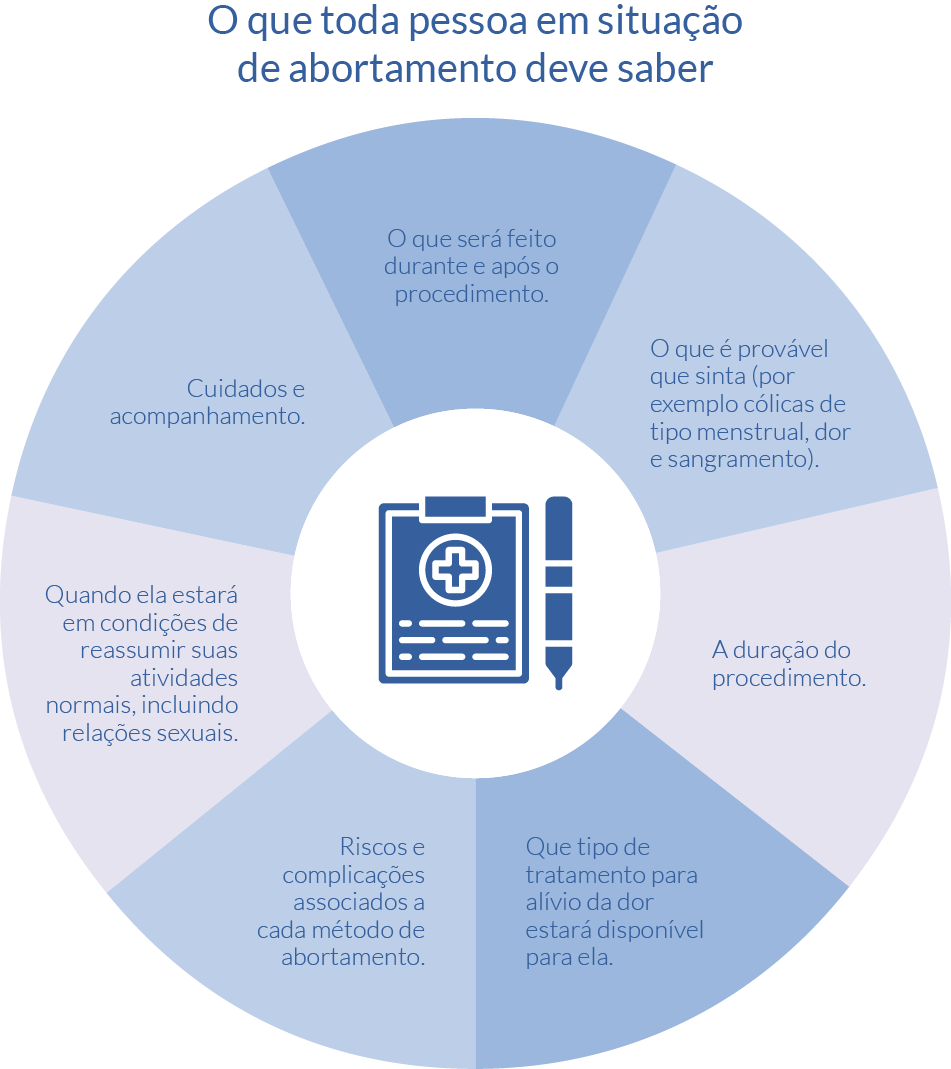 O que toda pessoa em situação
de abortamento deve saber
O que será feito
durante e após o
procedimento.
O que é provável
que sinta (por
exemplo cólicas de
tipo menstrual, dor
e sangramento).
A duração do
procedimento.
Que tipo de
tratamento para
alívio da dor
estará disponível
para ela.
Riscos e
complicações
associados a
cada método de
abortamento.
Quando ela estará
em condições de
reassumir suas
atividades
normais, incluindo
relações sexuais.
Cuidados e
acompanhamento.